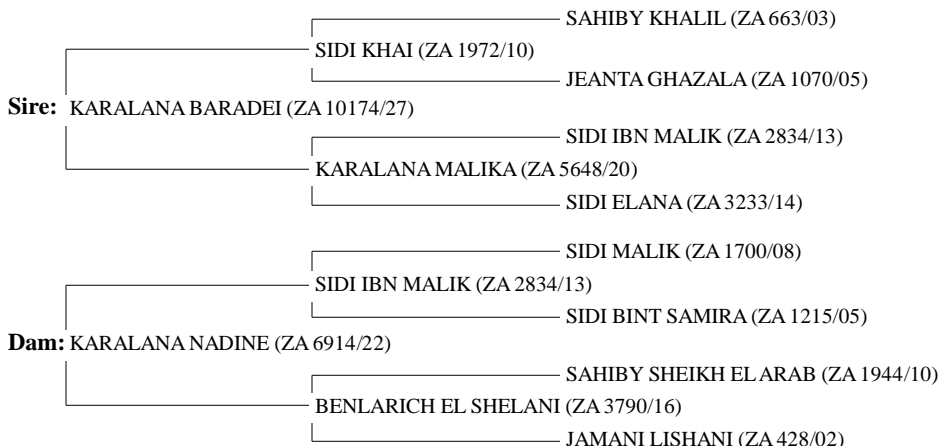 SAHIBY KHALIL (ZA 663/03)
SIDI KHAI (ZA 1972/10)
JEANTA GHAZALA (ZA 1070/05)
Sire: KARALANA BARADEI (ZA 10174/27)
SIDI IBN MALIK (ZA 2834/13)
KARALANA MALIKA (ZA 5648/20)
SIDI ELANA (ZA 3233/14)
SIDI MALIK (ZA 1700/08)
SIDI IBN MALIK (ZA 2834/13)
SIDI BINT SAMIRA (ZA 1215/05)
Dam: KARALANA NADINE (ZA 6914/22)
SAHIBY SHEIKH EL ARAB (ZA 1944/10)
BENLARICH EL SHELANI (ZA 3790/16)
JAMANI LISHANI (ZA 428/02)